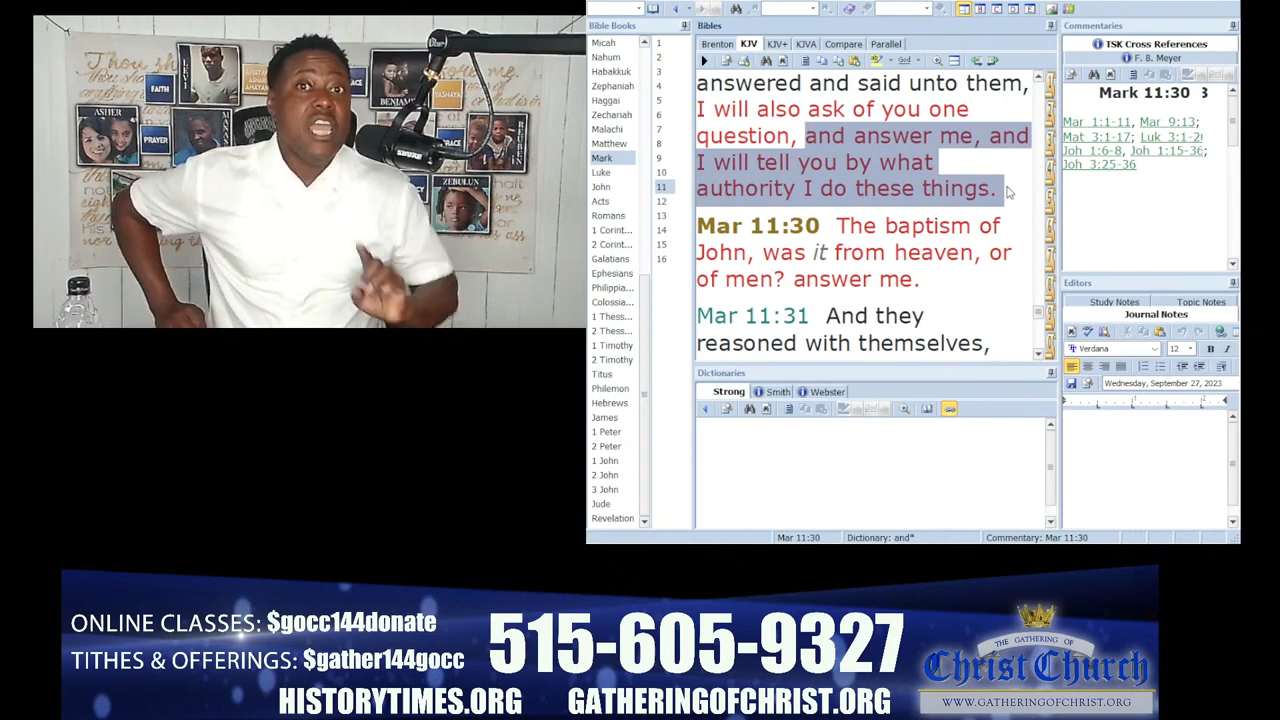 Thou
LEVI
FAITH
BENJAMIN
YASHAYA
ASHER
PRAYER
ZEBULUN
Blue
SHURE
Bible Books
Micah
Nahum
Habakkuk
Zephaniah
Haggai
Zechariah
Malachi
Matthew
Mark
Luke
John
Acts
Romans
1 Corint...
2 Corint...
Galatians
Ephesians
Philippia...
Colossia...
1 Thess...
2 Thess...
1 Timothy
2 Timothy
Titus
Philemon
Hebrews
James
1 Peter
2 Peter
1 John
2 John
3 John
Jude
Revelation
1
2
3
4
5
6
7
8
9
10
11
12
13
14
15
16
Bibles
Brenton KJV KJV+ KJVA Compare Parallel
answered and said unto them,
I will also ask of you one
question, and answer me, and
I will tell you by what
authority I do these things.
Mar 11:30 The baptism of
John, was it from heaven, or
of men? answer me.
Mar 11:31 And they
reasoned with themselves,
Dictionaries
Strong Smith Webster
Mar 11:30 Dictionary: and* Commentary: Mar 11:30
Commentaries
TSK Cross References
F. B. Meyer
Mark 11:30 3
Mar 1:1-11, Mar 9:13;
Mat 3:1-17; Luk 3:1-20
Joh 1:6-8, Joh 1:15-36;
Joh 3:25-36
Editors
Study Notes Topic Notes
Journal Notes
Verdana 12 B I
Wednesday, September 27, 2023
ONLINE CLASSES: $gocc144donate
TITHES & OFFERINGS: $gather144gocc
515-605-9327
HISTORYTIMES.ORG GATHERINGOFCHRIST.ORG
THE GATHERING OF
Christ Church
WWW.GATHERINGOFCHRIST.ORG